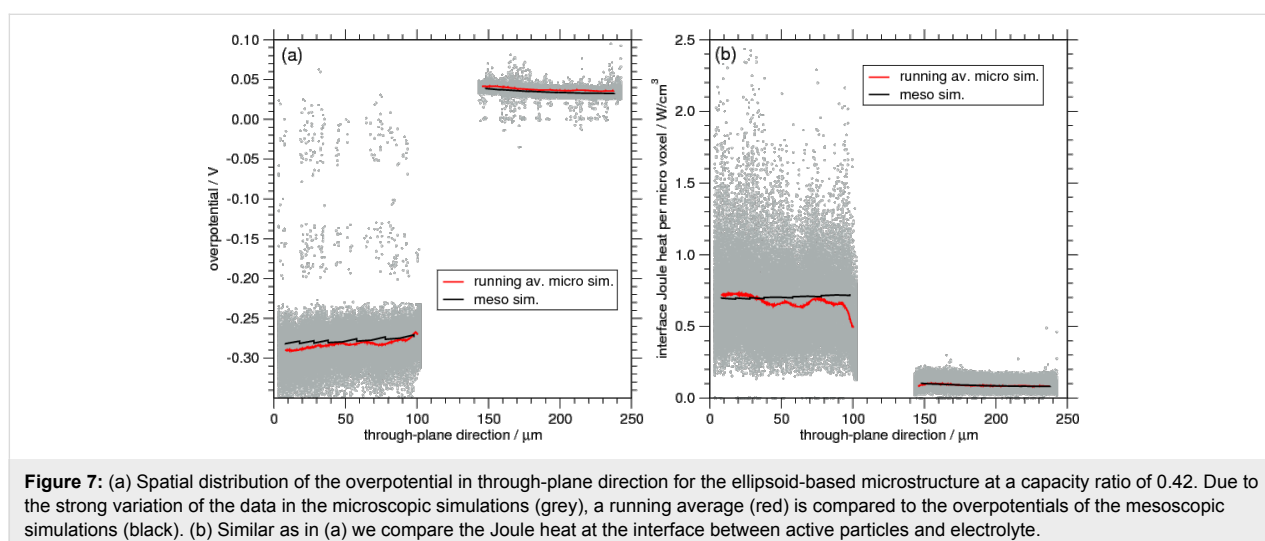 (a)
0.10
0.05
0.00
-0.05
-0.10
-0.15
-0.20
-0.25
-0.30
overpotential / V
running av. micro sim.
meso sim.
0 50 100 150 200 250
through-plane direction / μm
(b)
2.5
2.0
1.5
1.0
0.5
0.0
interface Joule heat per micro voxel / W/cm³
running av. micro sim.
meso sim.
0 50 100 150 200 250
through-plane direction / μm
Figure 7: (a) Spatial distribution of the overpotential in through-plane direction for the ellipsoid-based microstructure at a capacity ratio of 0.42. Due to
the strong variation of the data in the microscopic simulations (grey), a running average (red) is compared to the overpotentials of the mesoscopic
simulations (black). (b) Similar as in (a) we compare the Joule heat at the interface between active particles and electrolyte.